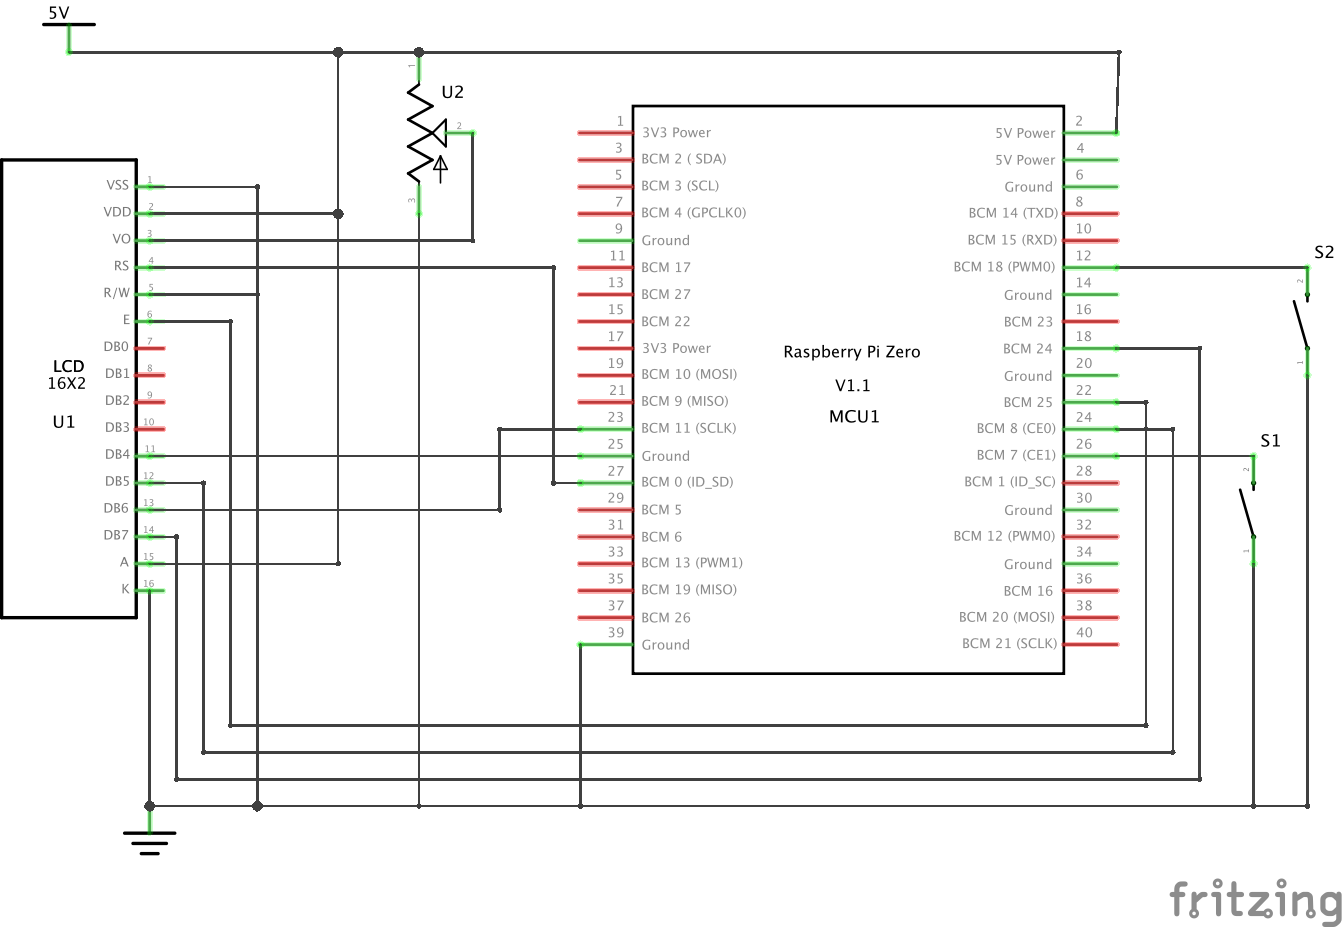 5V
U2
1
2
3
LCD
16X2
U1
VSS 1
VDD 2
VO 3
RS 4
R/W 5
E 6
DB0 7
DB1 8
DB2 9
DB3 10
DB4 11
DB5 12
DB6 13
DB7 14
A 15
K 16
Raspberry Pi Zero
V1.1
MCU1
1 3V3 Power
3 BCM 2 ( SDA)
5 BCM 3 (SCL)
7 BCM 4 (GPCLK0)
9 Ground
11 BCM 17
13 BCM 27
15 BCM 22
17 3V3 Power
19 BCM 10 (MOSI)
21 BCM 9 (MISO)
23 BCM 11 (SCLK)
25 Ground
27 BCM 0 (ID_SD)
29 BCM 5
31 BCM 6
33 BCM 13 (PWM1)
35 BCM 19 (MISO)
37 BCM 26
39 Ground
5V Power 2
5V Power 4
Ground 6
BCM 14 (TXD) 8
BCM 15 (RXD) 10
BCM 18 (PWM0) 12
Ground 14
BCM 23 16
BCM 24 18
Ground 20
BCM 25 22
BCM 8 (CE0) 24
BCM 7 (CE1) 26
BCM 1 (ID_SC) 28
Ground 30
BCM 12 (PWM0) 32
Ground 34
BCM 16 36
BCM 20 (MOSI) 38
BCM 21 (SCLK) 40
S2
2
1
S1
2
1
fritzing